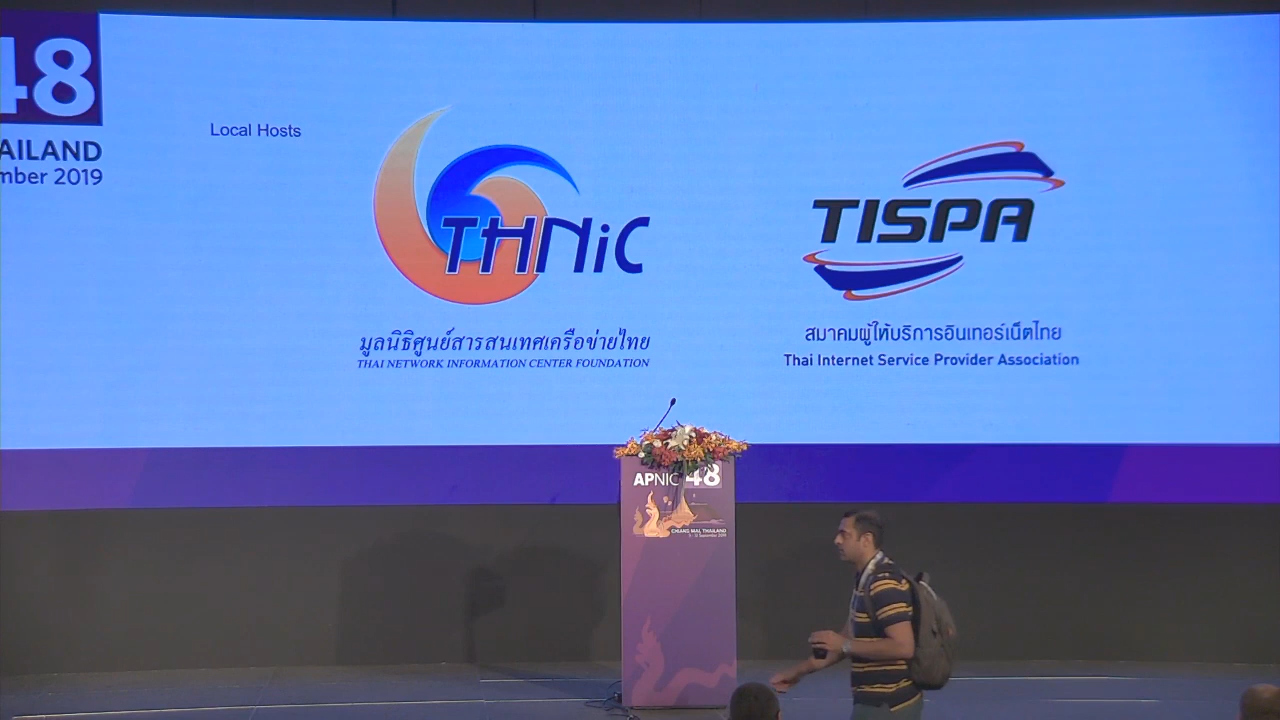 48
AILAND
mber 2019
Local Hosts
THNiC
มูลนิธิศูนย์สารสนเทศเครือข่ายไทย
THAI NETWORK INFORMATION CENTER FOUNDATION
TISPA
สมาคมผู้ให้บริการอินเทอร์เน็ตไทย
Thai Internet Service Provider Association
APNIC 48
CHIANG MAI, THAILAND